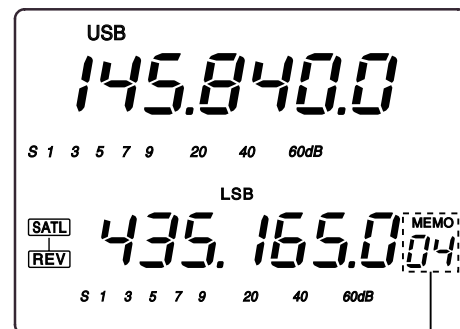 USB
145.840.0
S 1 3 5 7 9 20 40 60dB
LSB
SATL
REV
435.165.0
MEMO
04
S 1 3 5 7 9 20 40 60dB